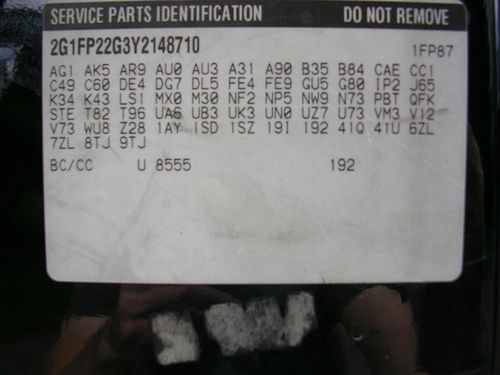 SERVICE PARTS IDENTIFICATION DO NOT REMOVE
2G1FP22G3Y2148710 1FP87
AG1 AK5 AR9 AU0 AU3 A31 A90 B35 B84 CAE CC1
C49 C60 DE4 DG7 DL5 FE4 FE9 GU5 G80 IP2 J65
K34 K43 LS1 MX0 M30 NF2 NP5 NW9 N73 PBT QFK
STE T82 T96 UA6 UB3 UK3 UN0 UZ7 U73 VM3 V12
V73 WU8 Z28 1AY 1SD 1SZ 19I 192 41Q 41U 6ZL
7ZL 8TJ 9TJ
BC/CC U 8555 192